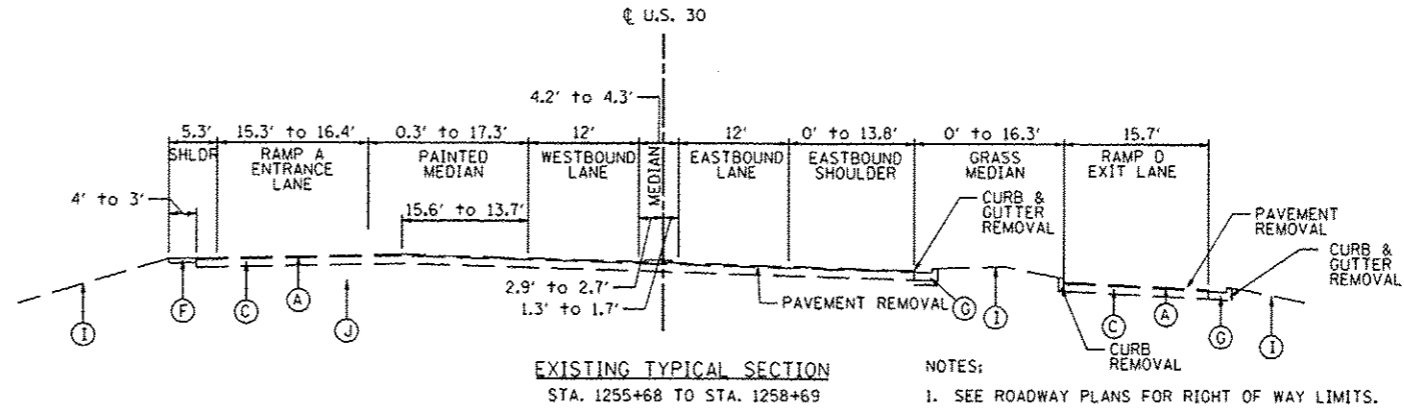 ℄ U.S. 30
4.2' to 4.3'
5.3'
15.3' to 16.4'
0.3' to 17.3'
12'
12'
0' to 13.8'
0' to 16.3'
15.7'
SHLDR
RAMP A
ENTRANCE
LANE
PAINTED
MEDIAN
WESTBOUND
LANE
MEDIAN
EASTBOUND
LANE
EASTBOUND
SHOULDER
GRASS
MEDIAN
RAMP D
EXIT LANE
4' to 3'
15.6' to 13.7'
CURB &
GUTTER
REMOVAL
PAVEMENT
REMOVAL
CURB &
GUTTER
REMOVAL
2.9' to 2.7'
1.3' to 1.7'
PAVEMENT REMOVAL
I
F
C
A
J
G
I
C
A
G
I
CURB
REMOVAL
EXISTING TYPICAL SECTION
STA. 1255+68 TO STA. 1258+69
NOTES:
1. SEE ROADWAY PLANS FOR RIGHT OF WAY LIMITS.